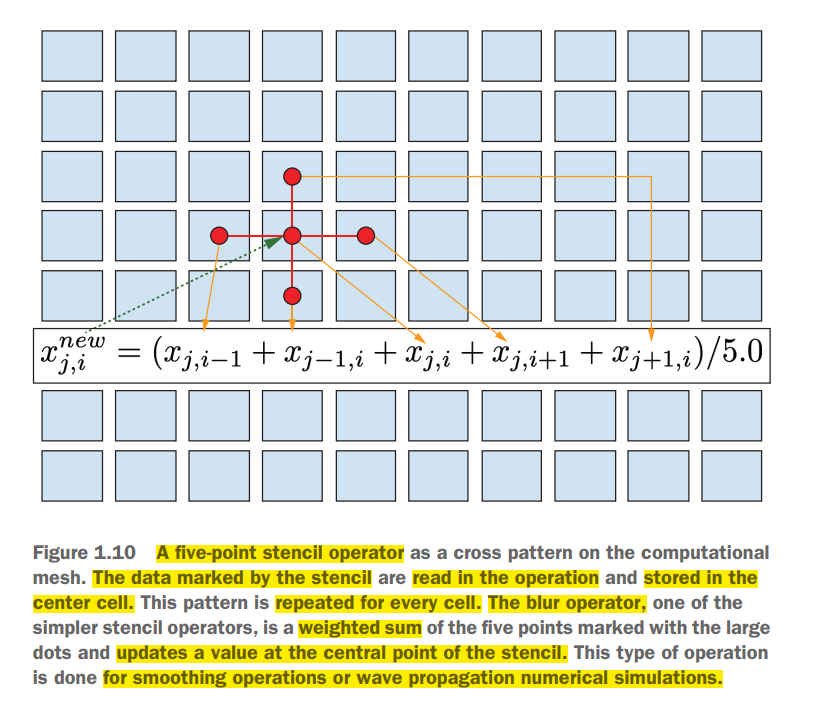 x_{j,i}^{new} = (x_{j,i−1} + x_{j−1,i} + x_{j,i} + x_{j,i+1} + x_{j+1,i})/5.0
Figure 1.10 A five-point stencil operator as a cross pattern on the computational
mesh. The data marked by the stencil are read in the operation and stored in the
center cell. This pattern is repeated for every cell. The blur operator, one of the
simpler stencil operators, is a weighted sum of the five points marked with the large
dots and updates a value at the central point of the stencil. This type of operation
is done for smoothing operations or wave propagation numerical simulations.